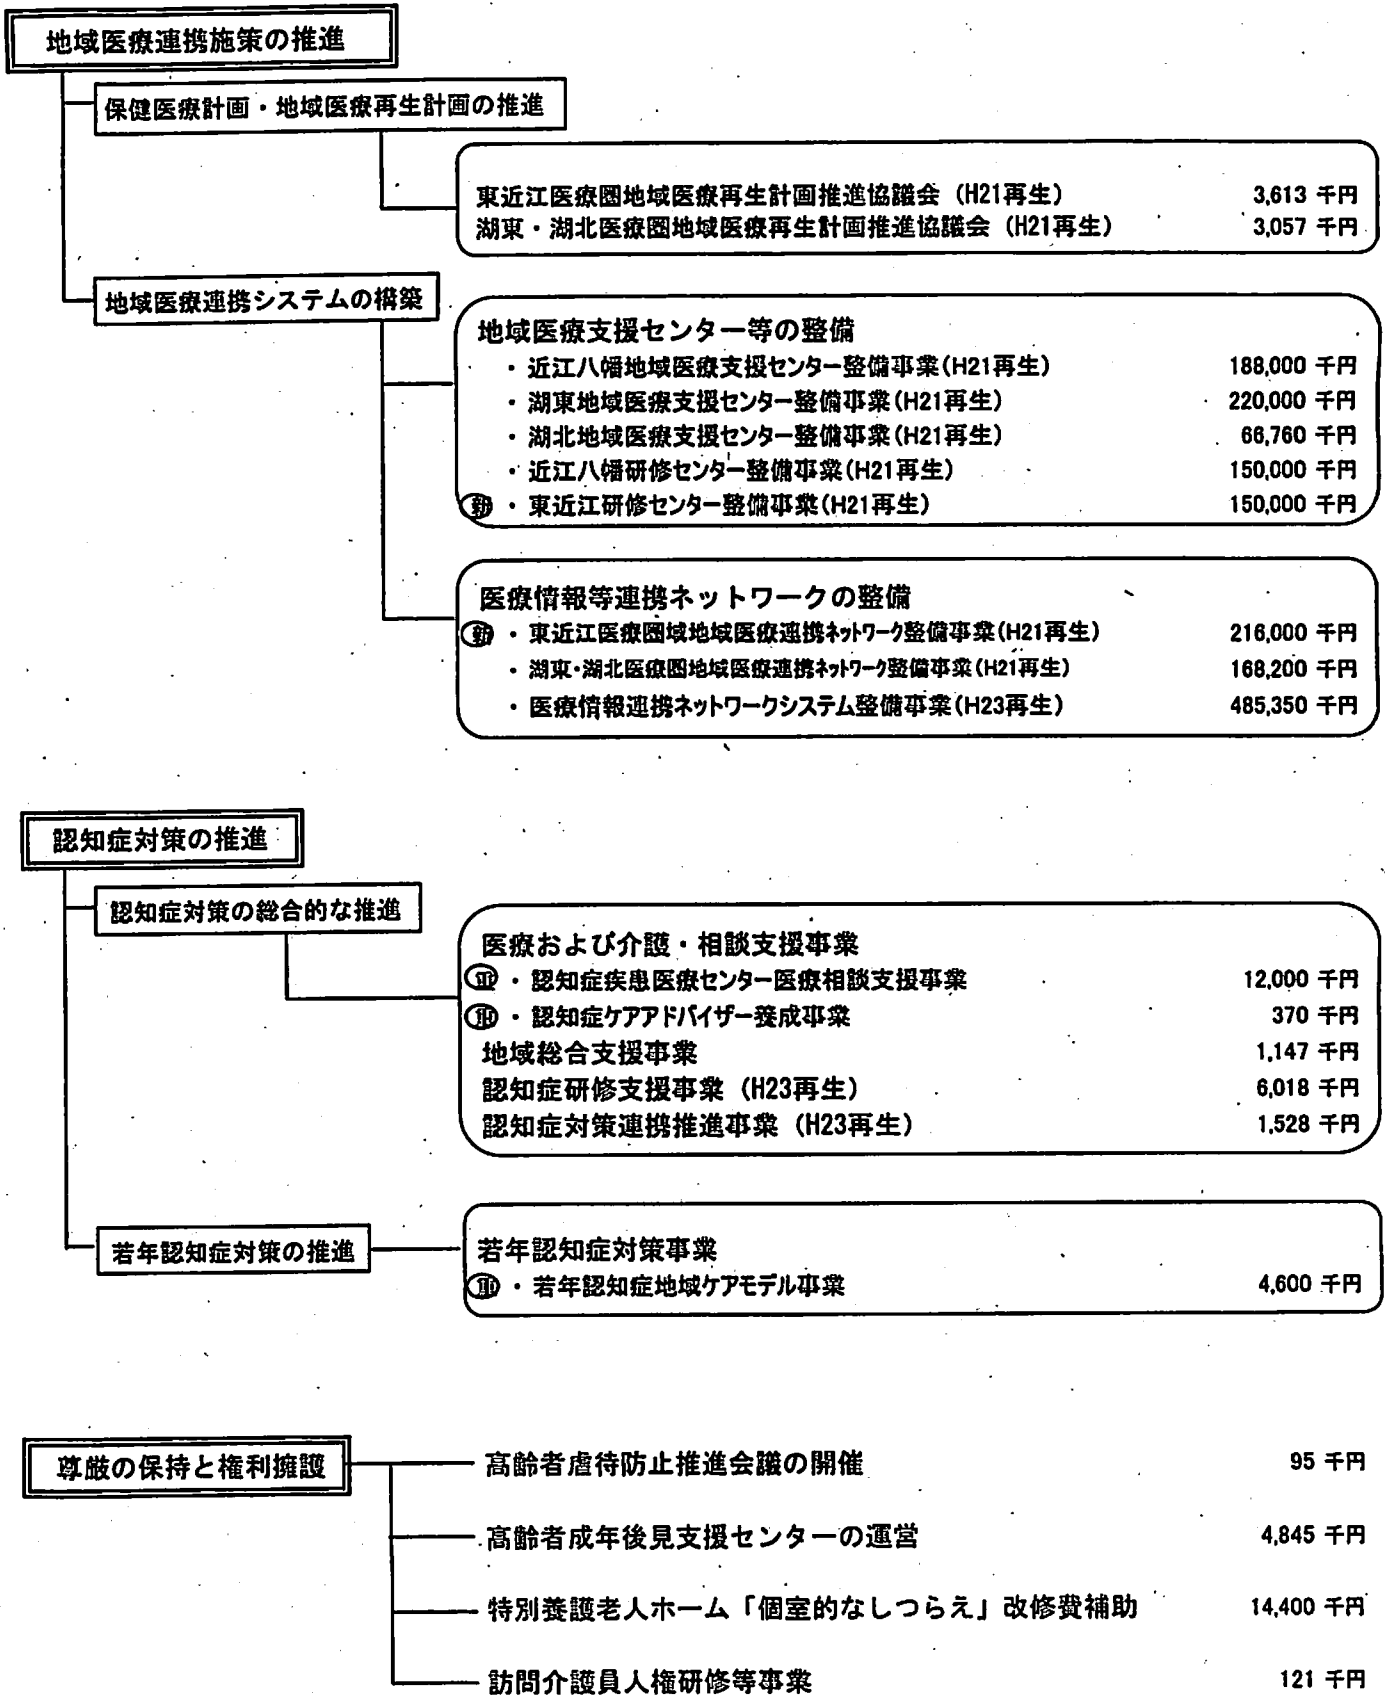 地域医療連携施策の推進
保健医療計画・地域医療再生計画の推進
東近江医療圏地域医療再生計画推進協議会（H21再生） 3,613 千円
湖東・湖北医療圏地域医療再生計画推進協議会（H21再生） 3,057 千円
地域医療連携システムの構築
地域医療支援センター等の整備
・近江八幡地域医療支援センター整備事業(H21再生) 188,000 千円
・湖東地域医療支援センター整備事業(H21再生) 220,000 千円
・湖北地域医療支援センター整備事業(H21再生) 66,760 千円
・近江八幡研修センター整備事業(H21再生) 150,000 千円
㊟新・東近江研修センター整備事業(H21再生) 150,000 千円
医療情報等連携ネットワークの整備
新・東近江医療圏域地域医療連携ネットワーク整備事業(H21再生) 216,000 千円
・湖東・湖北医療圏地域医療連携ネットワーク整備事業(H21再生) 168,200 千円
・医療情報連携ネットワークシステム整備事業(H23再生) 485,350 千円
認知症対策の推進
認知症対策の総合的な推進
医療および介護・相談支援事業
・認知症疾患医療センター医療相談支援事業 12,000 千円
・認知症ケアアドバイザー養成事業 370 千円
地域総合支援事業 1,147 千円
認知症研修支援事業（H23再生） 6,018 千円
認知症対策連携推進事業（H23再生） 1,528 千円
若年認知症対策の推進
若年認知症対策事業
・若年認知症地域ケアモデル事業 4,600 千円
尊厳の保持と権利擁護
高齢者虐待防止推進会議の開催 95 千円
高齢者成年後見支援センターの運営 4,845 千円
特別養護老人ホーム「個室的なしつらえ」改修費補助 14,400 千円
訪問介護員人権研修等事業 121 千円